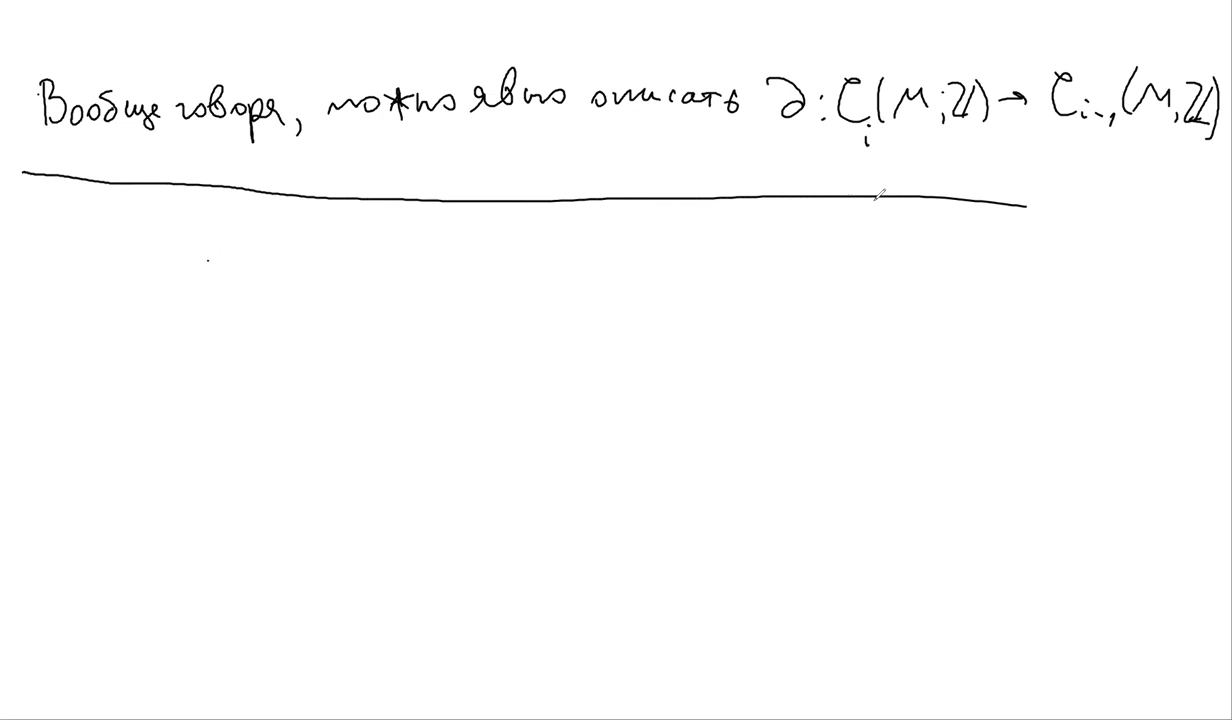 Вообще говоря, можно явно описать ∂ : C_i(M; ℤ) → C_{i-1}(M, ℤ)